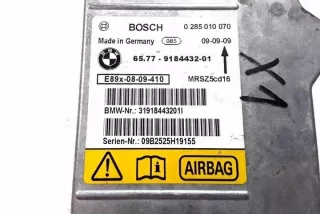 BOSCH 0 285 010 070
Made in Germany 085 09-09-09
65.77 - 9184432-01
E89x-08-09-410 MRSZ5cd16
BMW-Nr.: 31918443201I
Serien-Nr.: 09B2525H19155
AIRBAG